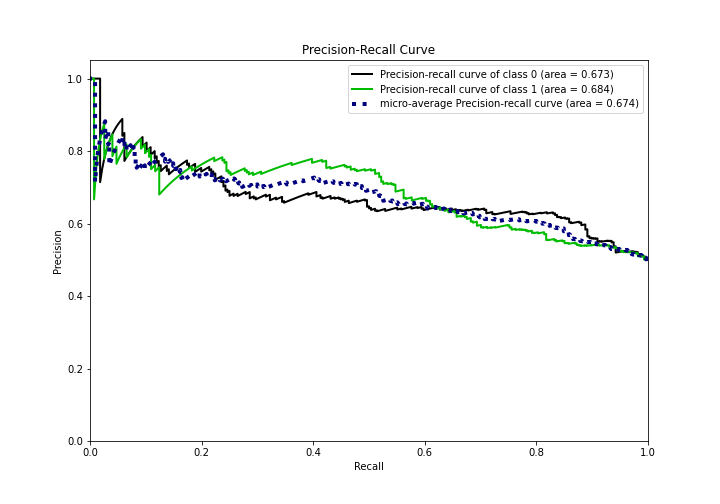 Precision-Recall Curve
Precision-recall curve of class 0 (area = 0.673)
Precision-recall curve of class 1 (area = 0.684)
micro-average Precision-recall curve (area = 0.674)
1.0
0.8
0.6
0.4
0.2
0.0
Precision
0.0 0.2 0.4 0.6 0.8 1.0
Recall